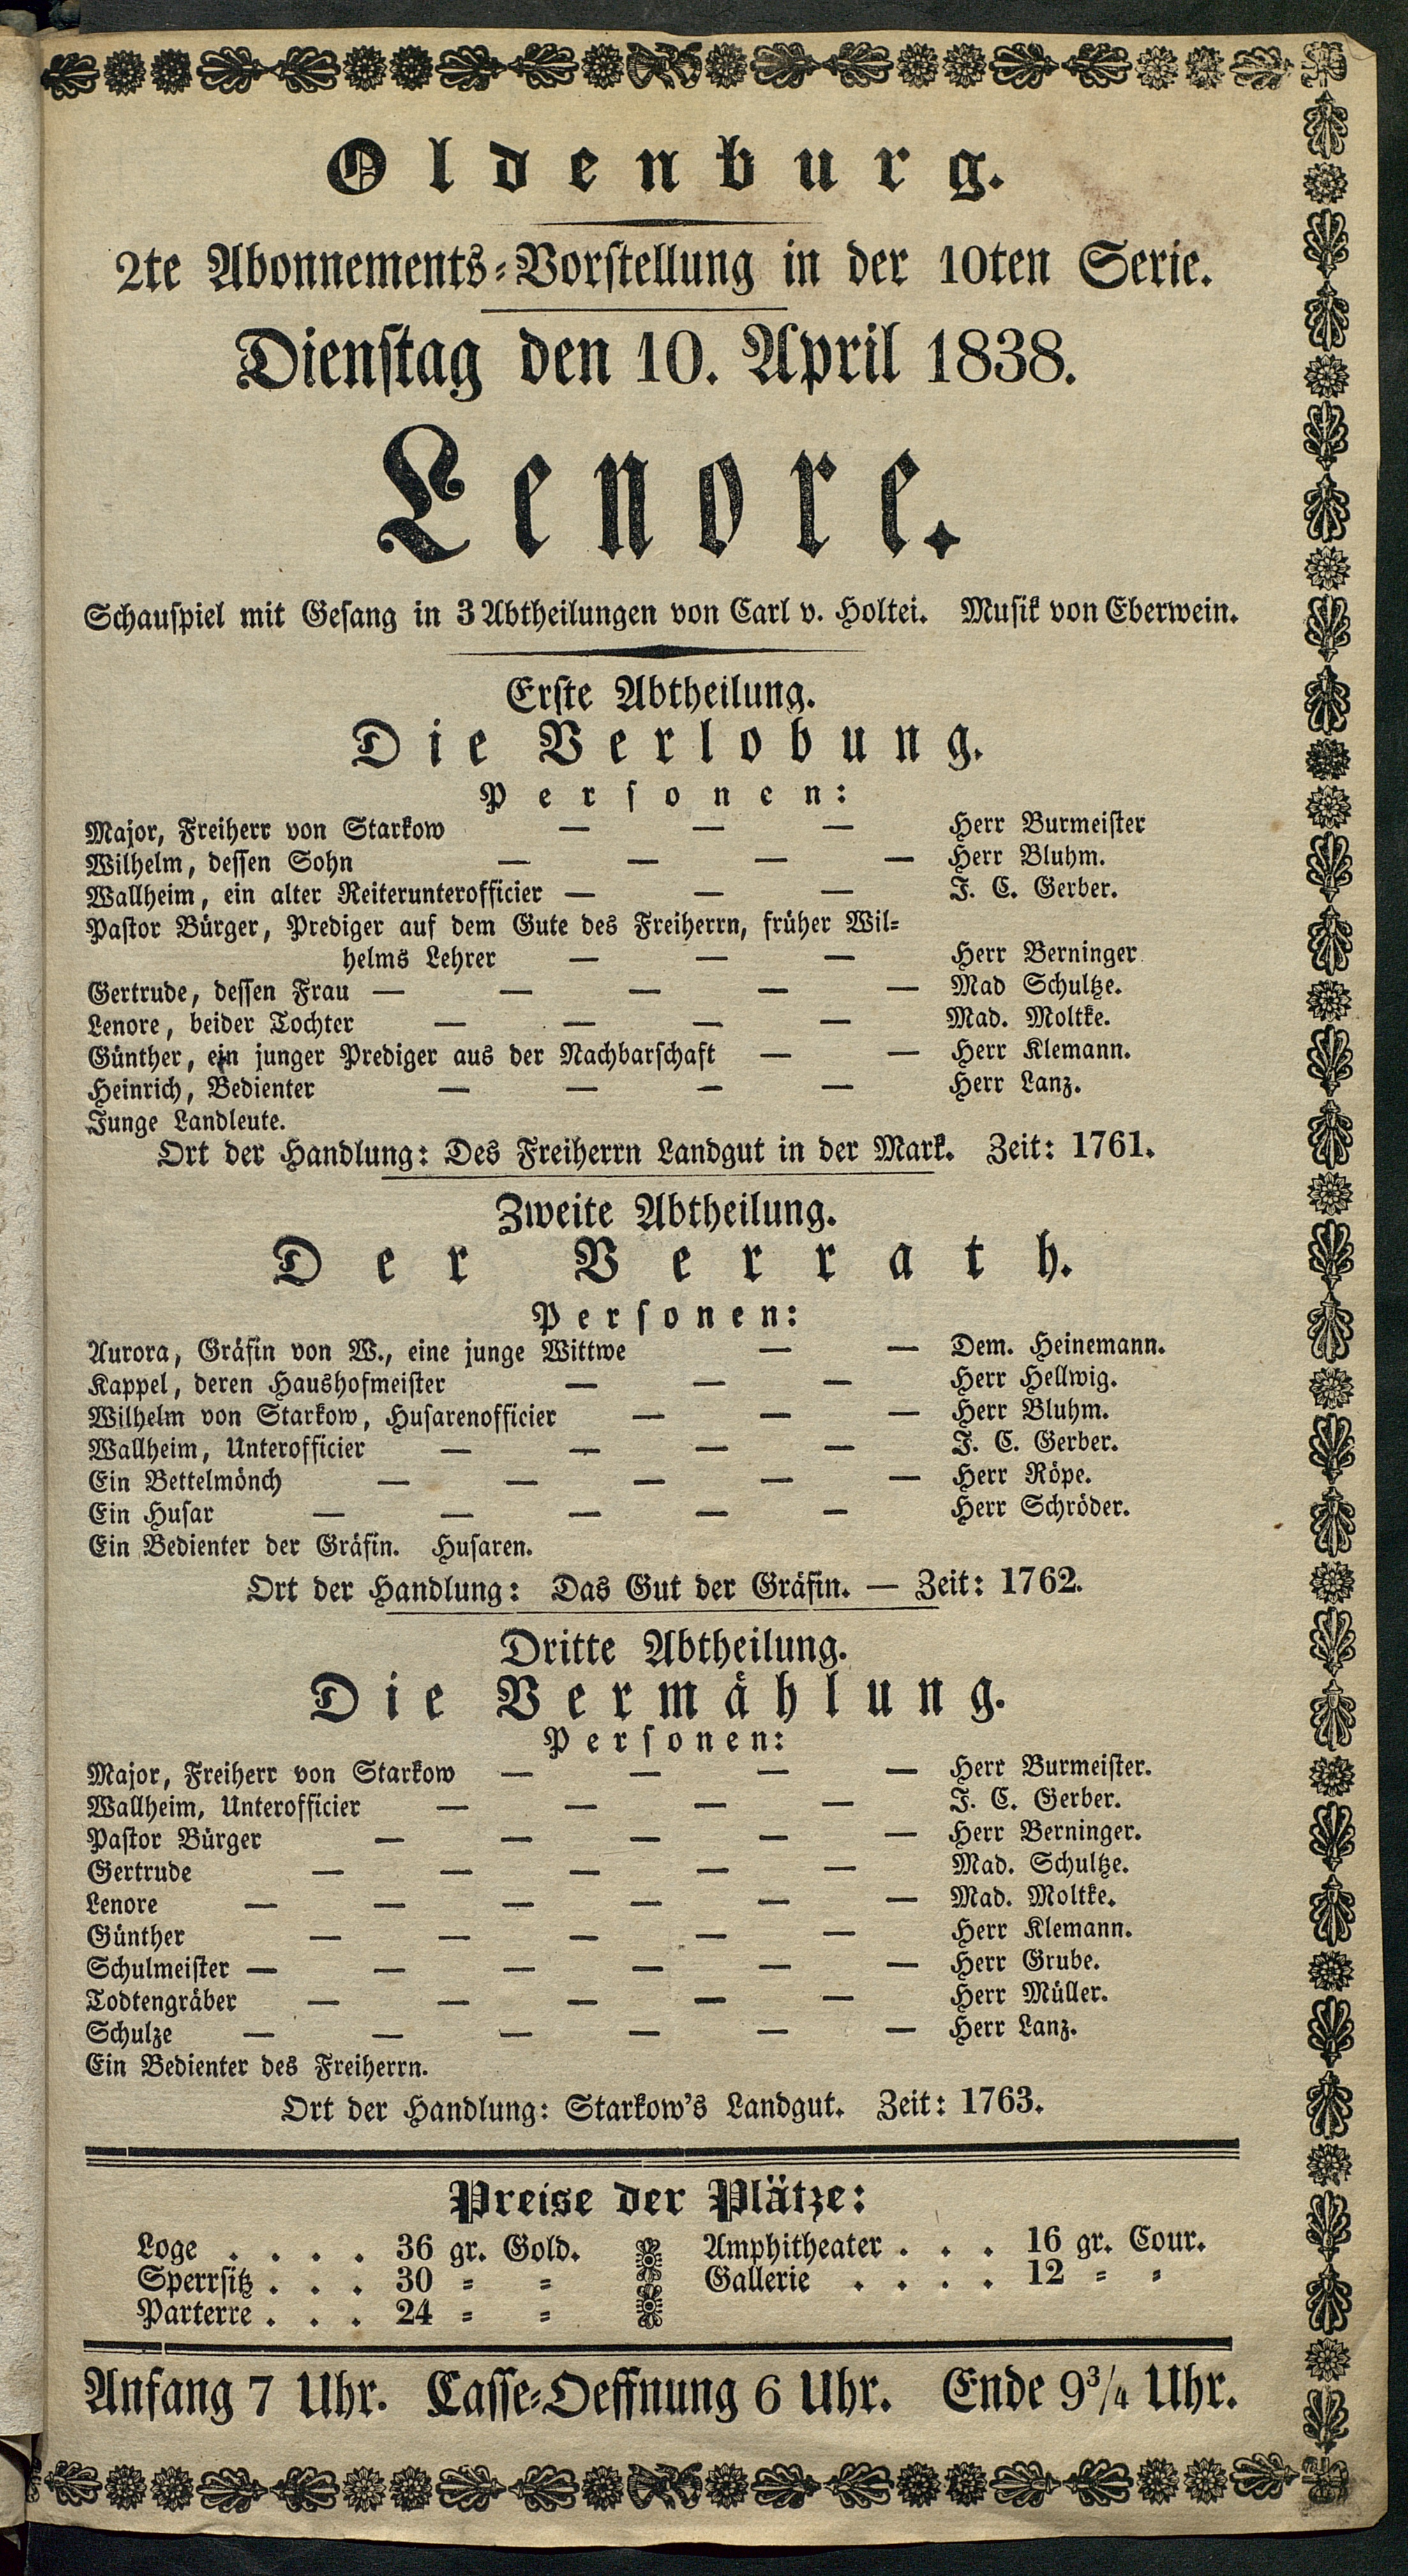 Oldenburg.
2te Abonnements-Vorstellung in der 10ten Serie.
Dienstag den 10. April 1838.
Lenore.
Schauspiel mit Gesang in 3 Abtheilungen von Carl v. Holtei. Musik von Eberwein.
Erste Abtheilung.
Die Verlobung.
Personen:
Major, Freiherr von Starkow — — — Herr Burmeister
Wilhelm, dessen Sohn — — — — Herr Bluhm.
Wallheim, ein alter Reiterunterofficier — — — J. C. Gerber.
Pastor Bürger, Prediger auf dem Gute des Freiherrn, früher Wil-
helms Lehrer — — — Herr Berninger
Gertrude, dessen Frau — — — — — Mad Schultze.
Lenore, beider Tochter — — — — Mad. Moltke.
Günther, ein junger Prediger aus der Nachbarschaft — — Herr Klemann.
Heinrich, Bedienter — — — — Herr Lanz.
Junge Landleute.
Ort der Handlung: Des Freiherrn Landgut in der Mark. Zeit: 1761.
Zweite Abtheilung.
Der Verrath.
Personen:
Aurora, Gräfin von W., eine junge Wittwe — — Dem. Heinemann.
Kappel, deren Haushofmeister — — — Herr Hellwig.
Wilhelm von Starkow, Husarenofficier — — — Herr Bluhm.
Wallheim, Unterofficier — — — — J. C. Gerber.
Ein Bettelmönch — — — — — Herr Röpe.
Ein Husar — — — — — Herr Schröder.
Ein Bedienter der Gräfin. Husaren.
Ort der Handlung: Das Gut der Gräfin. — Zeit: 1762.
Dritte Abtheilung.
Die Vermählung.
Personen:
Major, Freiherr von Starkow — — — — Herr Burmeister.
Wallheim, Unterofficier — — — — J. C. Gerber.
Pastor Bürger — — — — — Herr Berninger.
Gertrude — — — — — Mad. Schultze.
Lenore — — — — — — Mad. Moltke.
Günther — — — — — Herr Klemann.
Schulmeister — — — — — — Herr Grube.
Todtengräber — — — — — Herr Müller.
Schulze — — — — — — Herr Lanz.
Ein Bedienter des Freiherrn.
Ort der Handlung: Starkow's Landgut. Zeit: 1763.
Preise der Plätze:
Loge . . . . 36 gr. Gold. Amphitheater . . . 16 gr. Cour.
Sperrsitz . . . 30 = = Gallerie . . . . 12 = =
Parterre . . . 24 = =
Anfang 7 Uhr. Casse-Oeffnung 6 Uhr. Ende 9 3/4 Uhr.